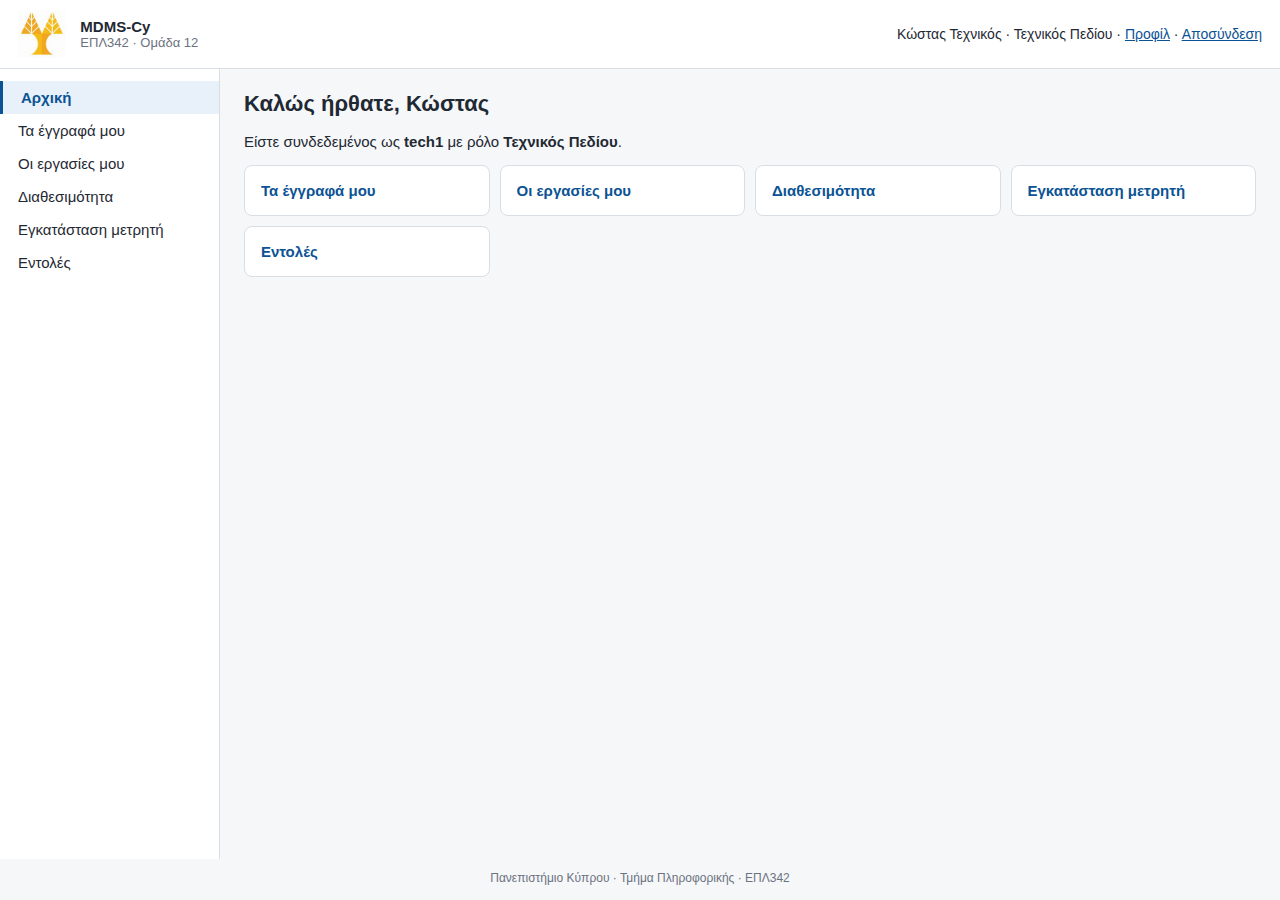 MDMS-Cy
ΕΠΛ342 · Ομάδα 12
Κώστας Τεχνικός · Τεχνικός Πεδίου · Προφίλ · Αποσύνδεση
Αρχική
Τα έγγραφά μου
Οι εργασίες μου
Διαθεσιμότητα
Εγκατάσταση μετρητή
Εντολές
Καλώς ήρθατε, Κώστας
Είστε συνδεδεμένος ως tech1 με ρόλο Τεχνικός Πεδίου.
Τα έγγραφά μου
Οι εργασίες μου
Διαθεσιμότητα
Εγκατάσταση μετρητή
Εντολές
Πανεπιστήμιο Κύπρου · Τμήμα Πληροφορικής · ΕΠΛ342